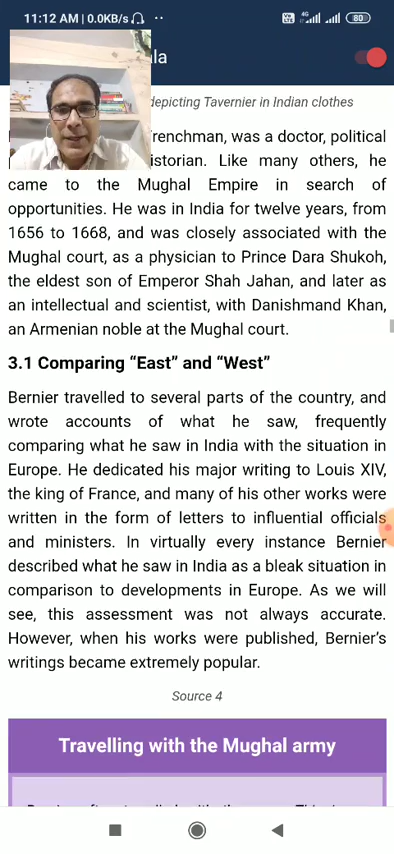 11:12 AM | 0.0KB/s
4G
80
la
depicting Tavernier in Indian clothes
renchman, was a doctor, political
istorian. Like many others, he
came to the Mughal Empire in search of
opportunities. He was in India for twelve years, from
1656 to 1668, and was closely associated with the
Mughal court, as a physician to Prince Dara Shukoh,
the eldest son of Emperor Shah Jahan, and later as
an intellectual and scientist, with Danishmand Khan,
an Armenian noble at the Mughal court.
3.1 Comparing “East” and “West”
Bernier travelled to several parts of the country, and
wrote accounts of what he saw, frequently
comparing what he saw in India with the situation in
Europe. He dedicated his major writing to Louis XIV,
the king of France, and many of his other works were
written in the form of letters to influential officials
and ministers. In virtually every instance Bernier
described what he saw in India as a bleak situation in
comparison to developments in Europe. As we will
see, this assessment was not always accurate.
However, when his works were published, Bernier’s
writings became extremely popular.
Source 4
Travelling with the Mughal army